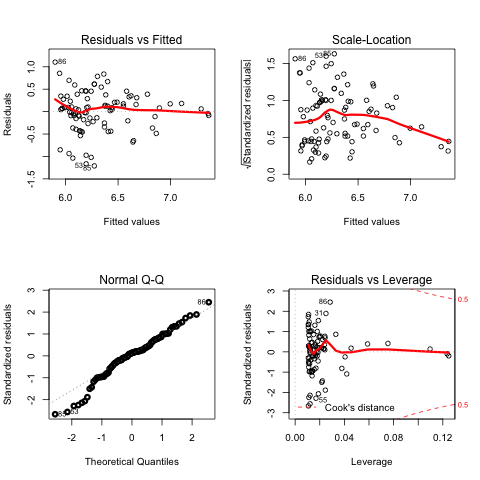 Residuals vs Fitted
Residuals
1.0
0.5
-0.5
-1.5
86
53
85
6.0 6.5 7.0
Fitted values
Scale-Location
√|Standardized residuals|
1.5
1.0
0.5
0.0
86
53
85
6.0 6.5 7.0
Fitted values
Normal Q-Q
Standardized residuals
3
2
1
0
-1
-2
86
53
-2 -1 0 1 2
Theoretical Quantiles
Residuals vs Leverage
Standardized residuals
3
2
1
0
-1
-2
-3
86
31
55
0.5
0.5
Cook's distance
0.00 0.04 0.08 0.12
Leverage